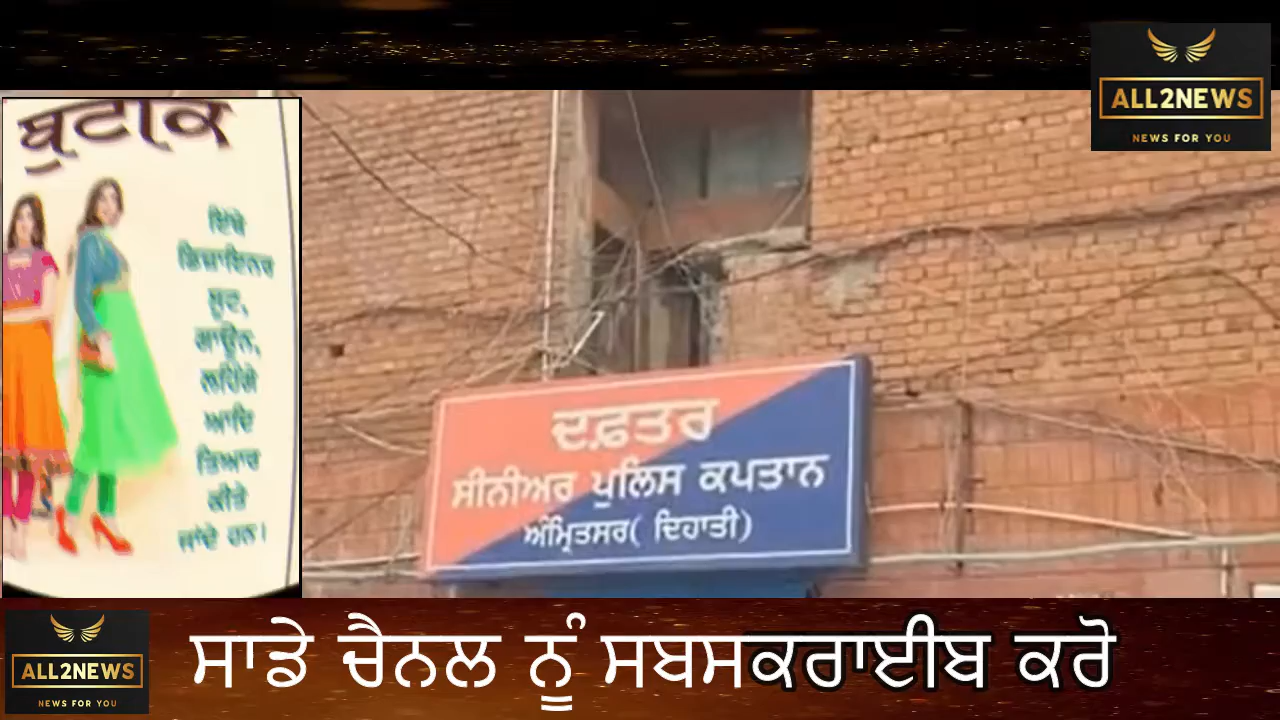 ALL2NEWS
NEWS FOR YOU
ਬੁਟੀਕ
ਇੱਥੇ
ਡਿਜ਼ਾਇਨਰ
ਸੂਟ,
ਗਾਊਨ,
ਲਹਿੰਗੇ
ਆਦਿ
ਤਿਆਰ
ਕੀਤੇ
ਜਾਂਦੇ ਹਨ।
ਦਫ਼ਤਰ
ਸੀਨੀਅਰ ਪੁਲਿਸ ਕਪਤਾਨ
ਅੰਮ੍ਰਿਤਸਰ( ਦਿਹਾਤੀ)
ALL2NEWS
NEWS FOR YOU
ਸਾਡੇ ਚੈਨਲ ਨੂੰ ਸਬਸਕਰਾਈਬ ਕਰੋ